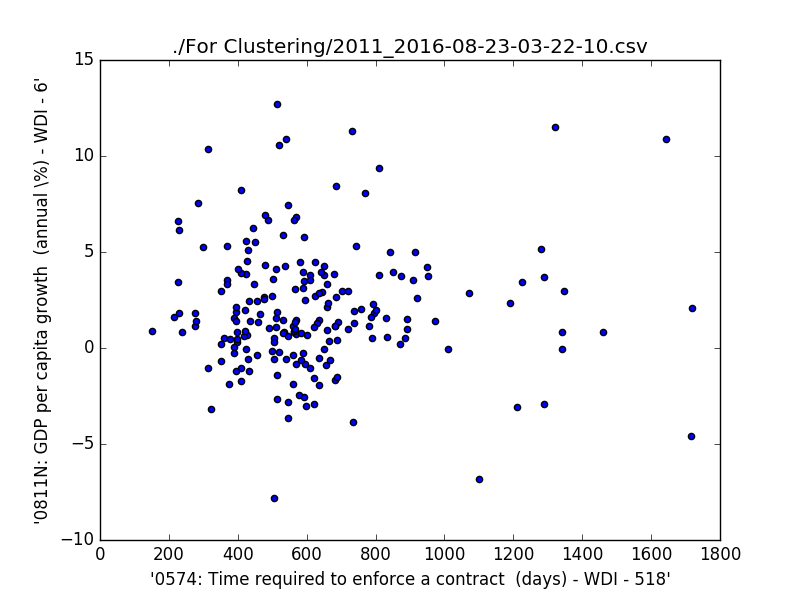 ./For Clustering/2011_2016-08-23-03-22-10.csv
15
10
5
0
−5
−10
'0811N: GDP per capita growth  (annual \%) - WDI - 6'
0 200 400 600 800 1000 1200 1400 1600 1800
'0574: Time required to enforce a contract  (days) - WDI - 518'